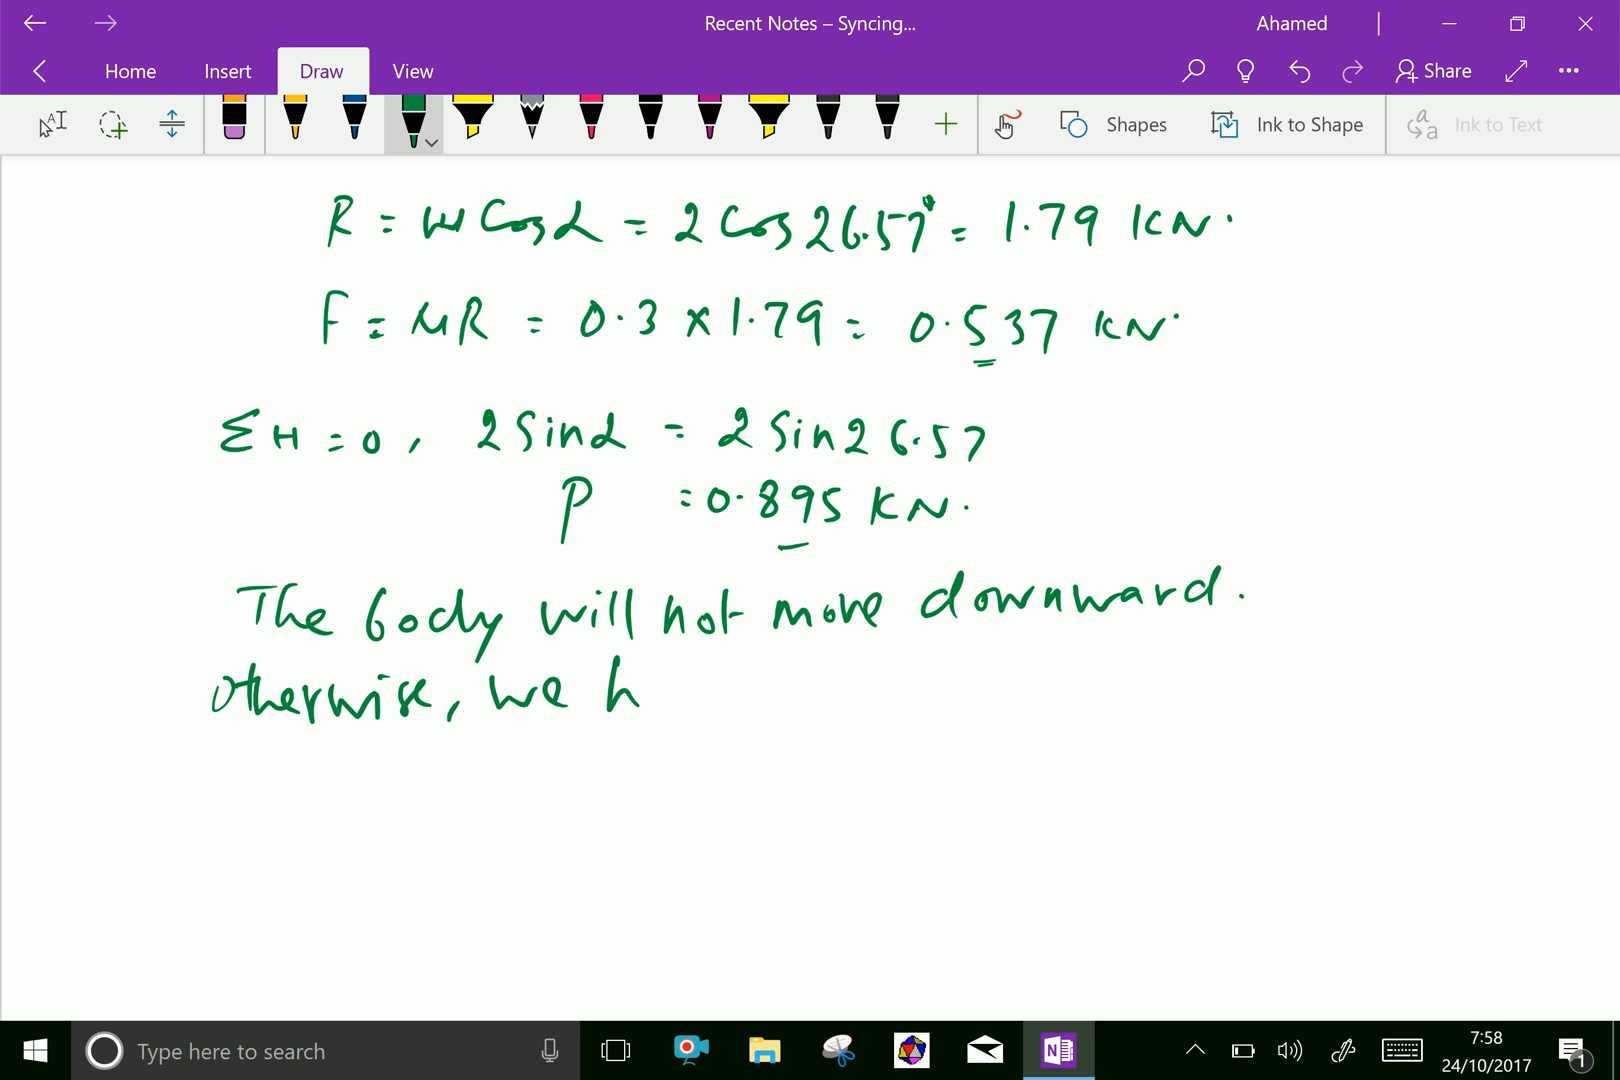 Recent Notes – Syncing...
Ahamed
Home Insert Draw View
Share
Shapes Ink to Shape Ink to Text
R = w Cos α = 2 Cos 26.57° = 1.79 KN.
F = μR = 0.3 × 1.79 = 0.537 KN.
ΣH = 0, 2 Sin α = 2 Sin 26.57
P = 0.895 KN.
The body will not move downward.
otherwise, we h
Type here to search
7:58
24/10/2017
1